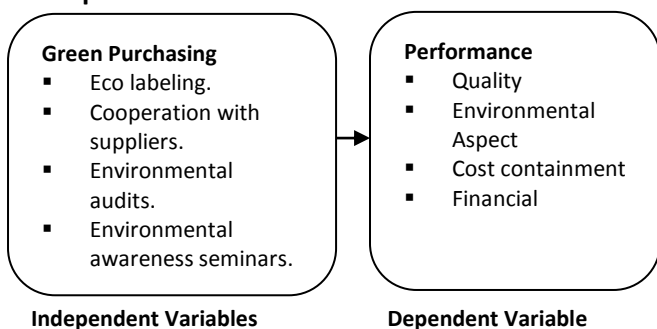 Green Purchasing
▪ Eco labeling.
▪ Cooperation with
suppliers.
▪ Environmental
audits.
▪ Environmental
awareness seminars.
Performance
▪ Quality
▪ Environmental
Aspect
▪ Cost containment
▪ Financial
Independent Variables
Dependent Variable